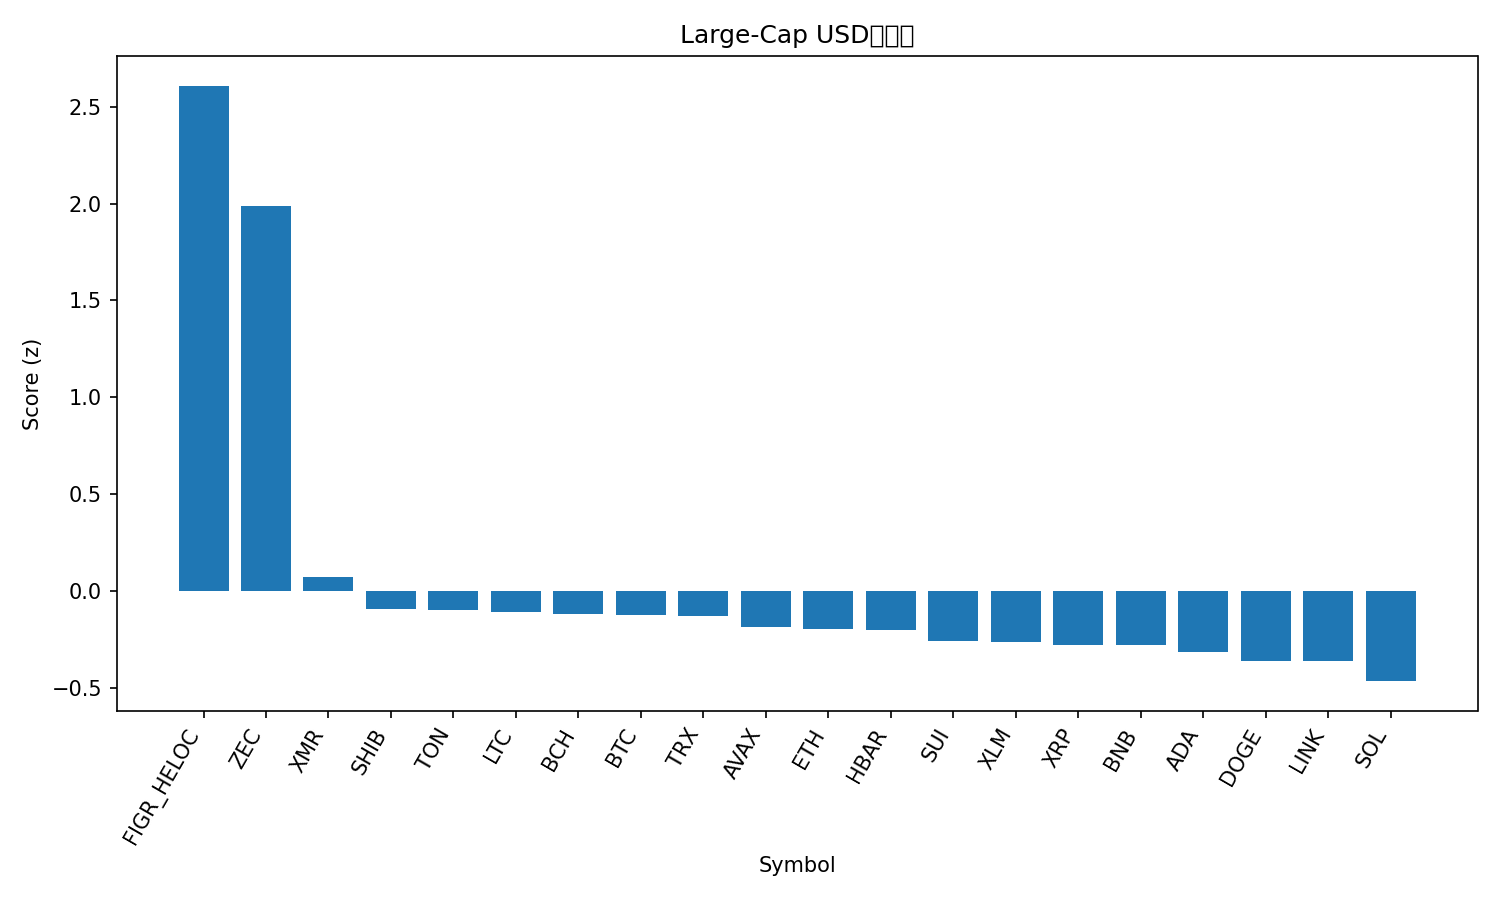 Large-Cap USD
Score (z)
2.5
2.0
1.5
1.0
0.5
0.0
−0.5
FIGR_HELOC
ZEC
XMR
SHIB
TON
LTC
BCH
BTC
TRX
AVAX
ETH
HBAR
SUI
XLM
XRP
BNB
ADA
DOGE
LINK
SOL
Symbol